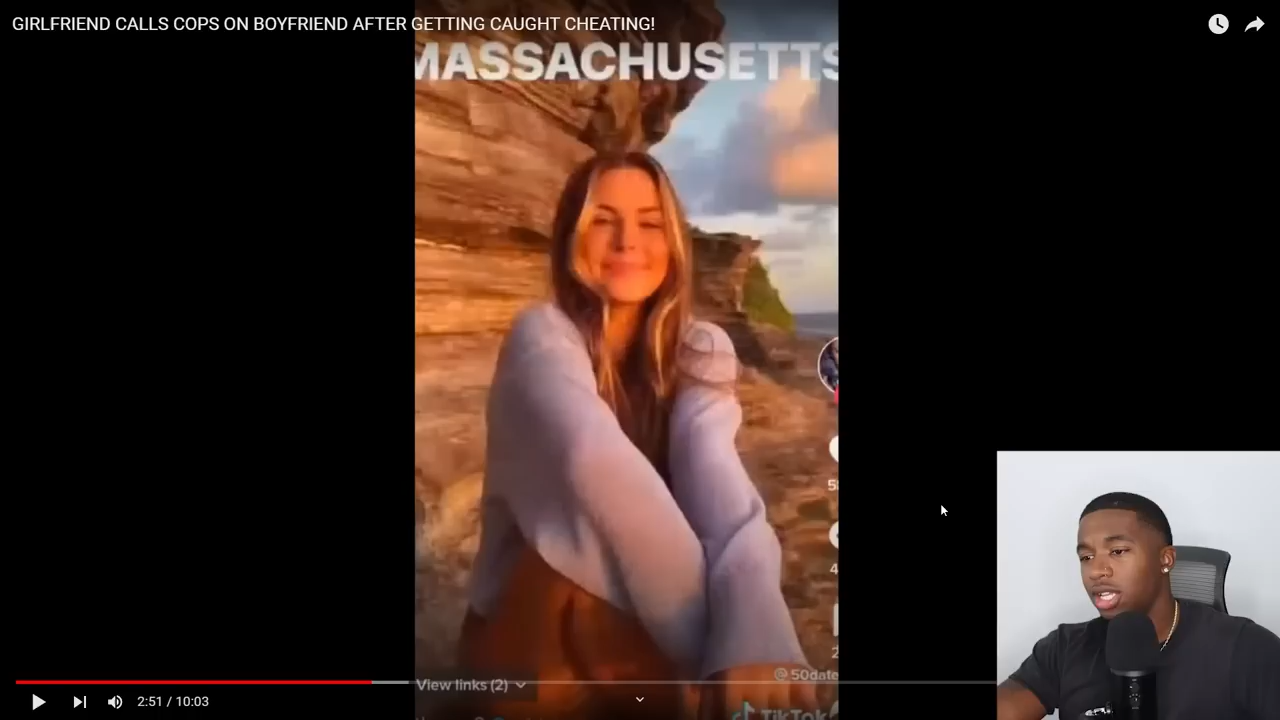 GIRLFRIEND CALLS COPS ON BOYFRIEND AFTER GETTING CAUGHT CHEATING!
MASSACHUSETTS
View links (2)
@ 50date
TikTok
2:51 / 10:03